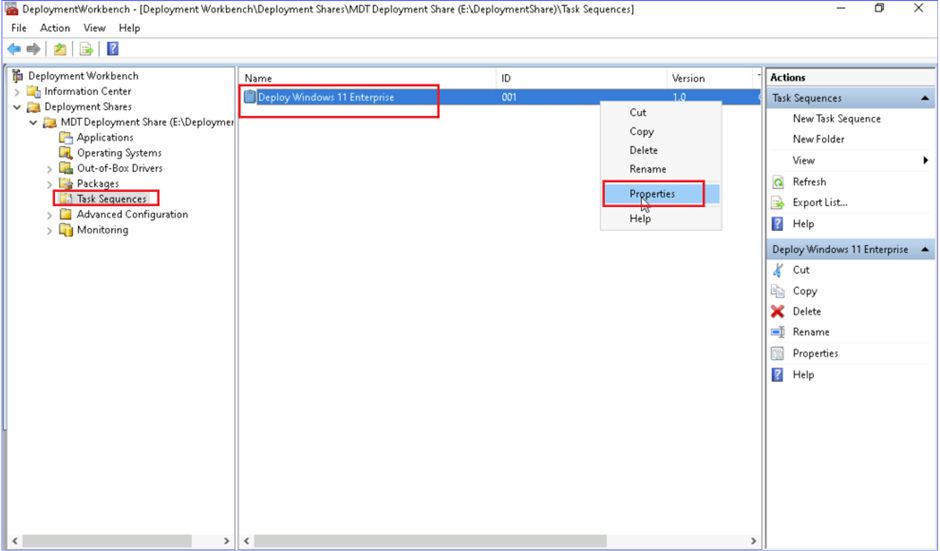 DeploymentWorkbench - [Deployment Workbench\Deployment Shares\MDT Deployment Share (E:\DeploymentShare)\Task Sequences]
File Action View Help
Deployment Workbench
Information Center
Deployment Shares
MDT Deployment Share (E:\Deploymer
Applications
Operating Systems
Out-of-Box Drivers
Packages
Task Sequences
Advanced Configuration
Monitoring
Name ID Version
Deploy Windows 11 Enterprise 001 1.0
Cut
Copy
Delete
Rename
Properties
Help
Actions
Task Sequences
New Task Sequence
New Folder
View
Refresh
Export List...
Help
Deploy Windows 11 Enterprise
Cut
Copy
Delete
Rename
Properties
Help